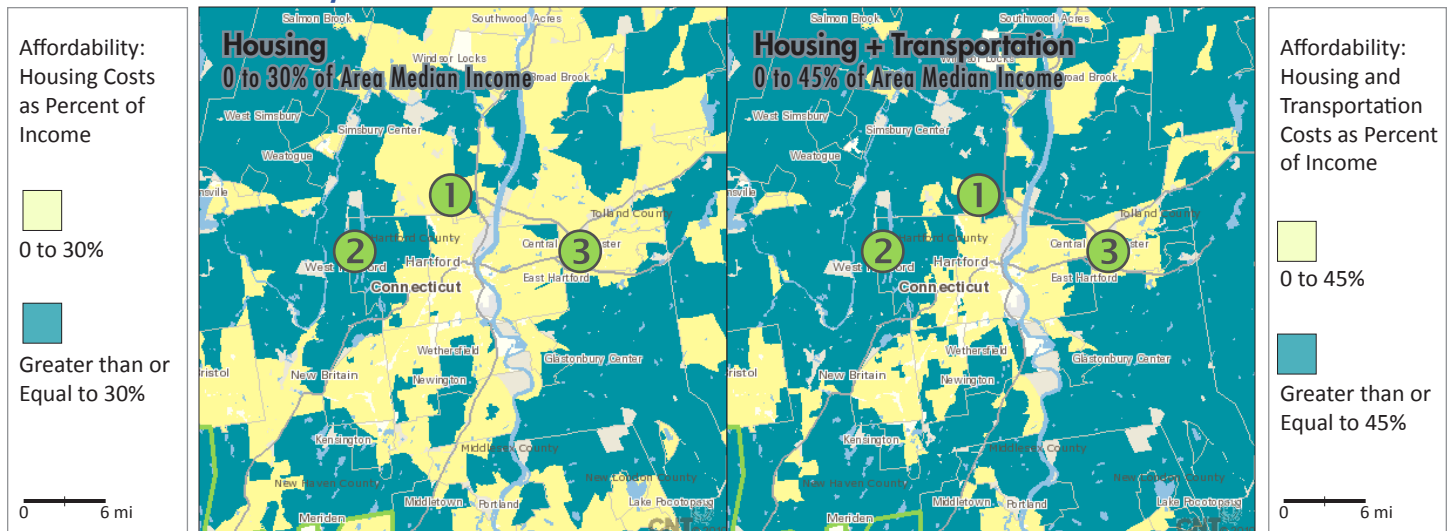 Affordability:
Housing Costs
as Percent of
Income
0 to 30%
Greater than or
Equal to 30%
0 6 mi
Salmon Brook
Southwood Acres
Housing
0 to 30% of Area Median Income
Windsor Locks
Broad Brook
West Simsbury
Simsbury Center
Weatogue
nsville
1
Tolland County
2
Hartford County
3
Central
ster
West
Hartford
East Hartford
Connecticut
Wethersfield
Glastonbury Center
Bristol
New Britain
Newington
Kensington
Middlesex County
New Haven County
New London County
Middletown
Portland
Lake Pocotopaug
Meriden
CNT
Salmon Brook
Southwood Acres
Housing + Transportation
0 to 45% of Area Median Income
Locks
Broad Brook
West Simsbury
Simsbury Center
Weatogue
nsville
1
Tolland County
2
Hartford County
3
Central
ster
West
Hartford
East Hartford
Connecticut
Wethersfield
Glastonbury Center
Bristol
New Britain
Newington
Kensington
Middlesex County
New Haven County
New London County
Middletown
Portland
Lake Pocotopaug
Meriden
CNT
Affordability:
Housing and
Transportation
Costs as Percent
of Income
0 to 45%
Greater than or
Equal to 45%
0 6 mi